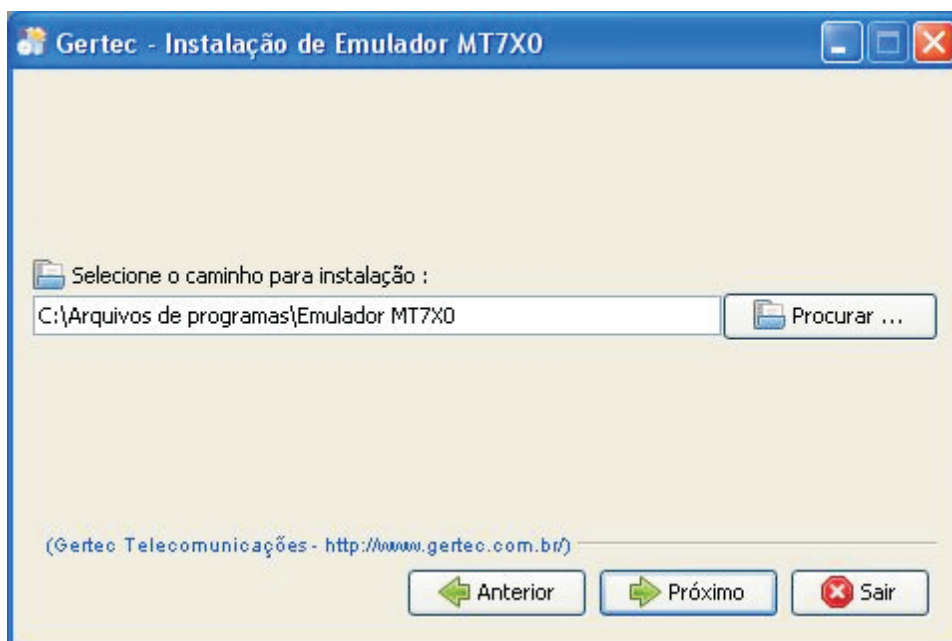 Gertec - Instalação de Emulador MT7X0
Selecione o caminho para instalação :
C:\Arquivos de programas\Emulador MT7X0
Procurar ...
(Gertec Telecomunicações - http://www.gertec.com.br/)
Anterior
Próximo
Sair